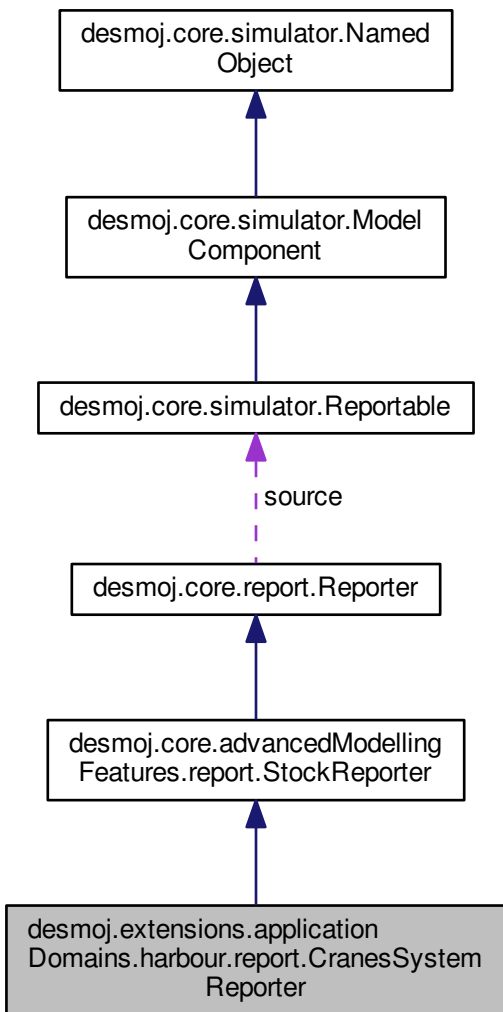 desmoj.core.simulator.Named
Object
desmoj.core.simulator.Model
Component
desmoj.core.simulator.Reportable
source
desmoj.core.report.Reporter
desmoj.core.advancedModelling
Features.report.StockReporter
desmoj.extensions.application
Domains.harbour.report.CranesSystem
Reporter